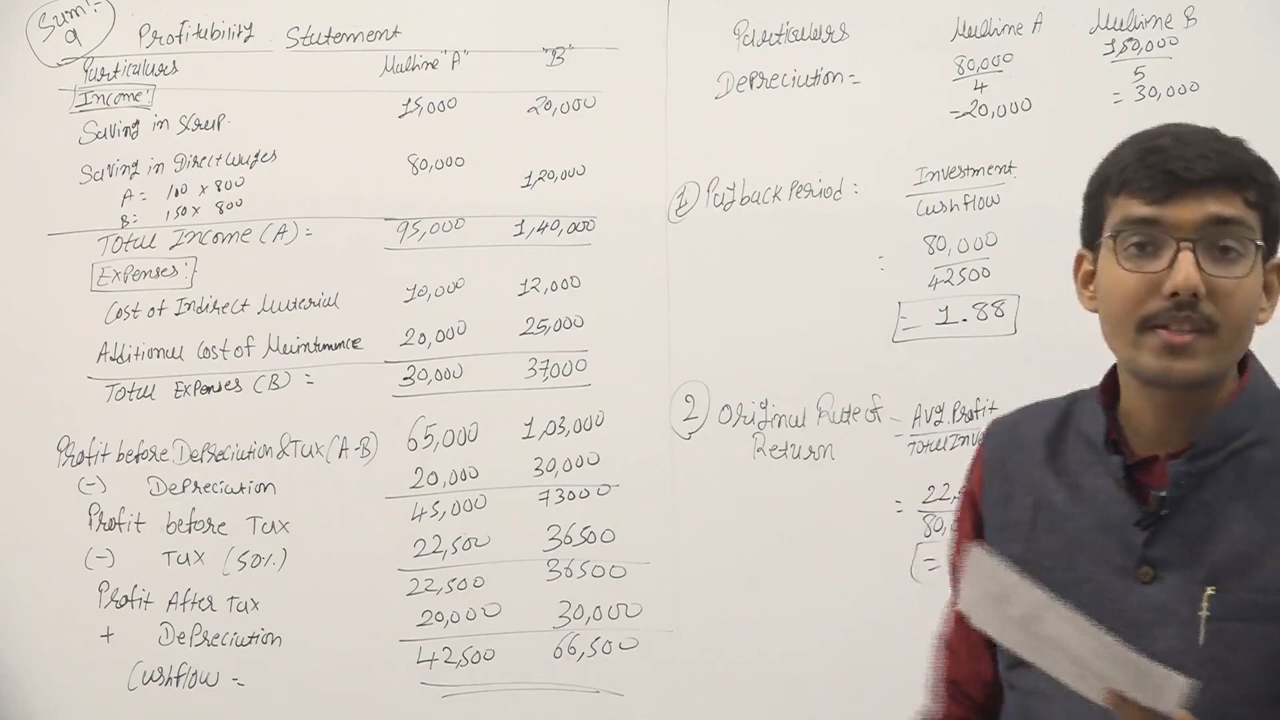 Sum:-
9
Profitability Statement
Particulars Machine "A" "B"
Income:
15,000 20,000
Saving in Scrap.
Saving in Direct wages 80,000 1,20,000
A = 100 x 800
B = 150 x 800
Total Income (A) = 95,000 1,40,000
Expenses:
Cost of Indirect Material 10,000 12,000
Additional Cost of Maintenance 20,000 25,000
Total Expenses (B) = 30,000 37,000
Profit before Depreciation & Tax (A-B) 65,000 1,03,000
(-) Depreciation 20,000 30,000
Profit before Tax 45,000 73000
(-) Tax (50%) 22,500 36500
Profit After Tax 22,500 36500
+ Depreciation 20,000 30,000
Cashflow = 42,500 66,500
Particulars Machine A Machine B
Depreciation = 80,000 150,000
4 5
=20,000 = 30,000
1 Payback Period : Investment
Cashflow
: 80,000
42500
= 1.88
2 Original Rate of Return = Avg. Profit
Total
= 22,
80,
=